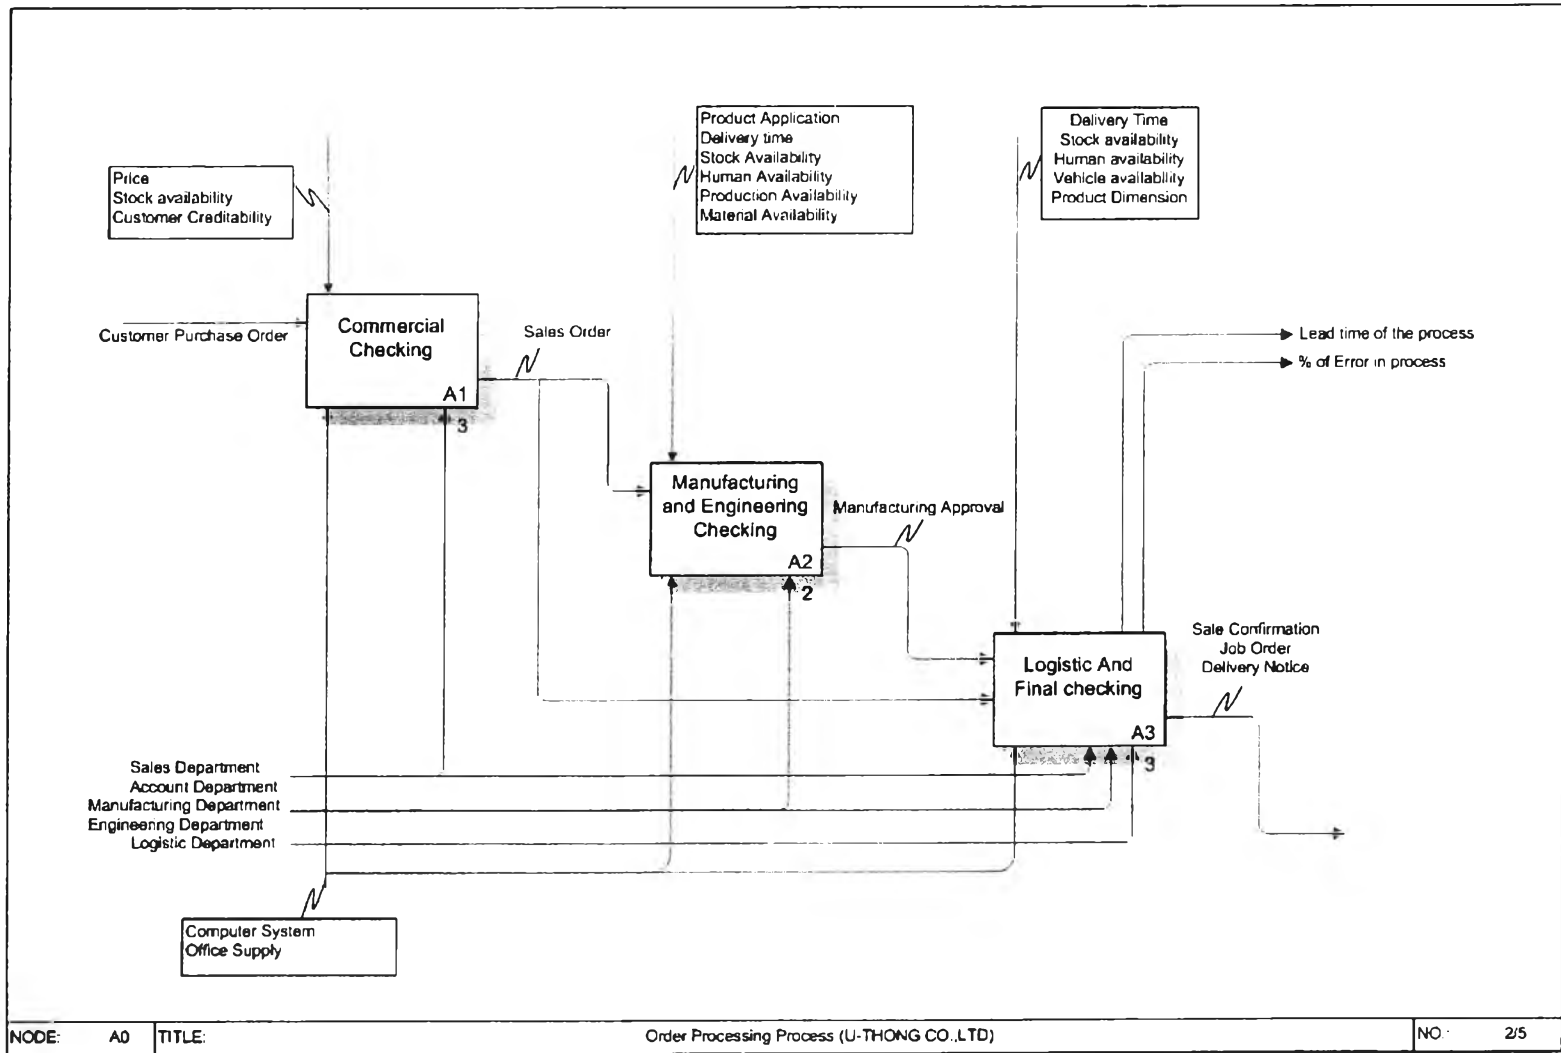 Product Application
Delivery time
Stock Availability
Human Availability
Production Availability
Material Availability
Delivery Time
Stock availability
Human availability
Vehicle availability
Product Dimension
Price
Stock availability
Customer Creditability
Customer Purchase Order
Commercial
Checking
A1
3
Sales Order
Lead time of the process
% of Error in process
Manufacturing
and Engineering
Checking
A2
2
Manufacturing Approval
Logistic And
Final checking
A3
3
Sale Confirmation
Job Order
Delivery Notice
Sales Department
Account Department
Manufacturing Department
Engineering Department
Logistic Department
Computer System
Office Supply
NODE: A0 TITLE: Order Processing Process (U-THONG CO.,LTD) NO.: 2/5